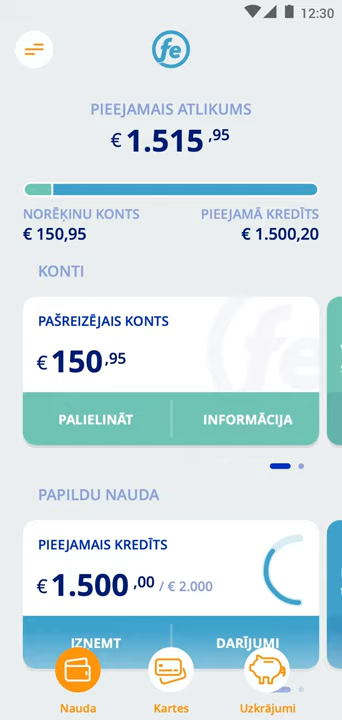 12:30
fe
PIEEJAMAIS ATLIKUMS
€ 1.515,95
NORĒĶINU KONTS PIEEJAMĀ KREDĪTS
€ 150,95 € 1.500,20
KONTI
PAŠREIZĒJAIS KONTS
€ 150,95
PALIELINĀT INFORMĀCIJA
PAPILDU NAUDA
PIEEJAMAIS KREDĪTS
€ 1.500,00 / € 2.000
IZŅEMT DARĪJUMI
Nauda Kartes Uzkrājumi